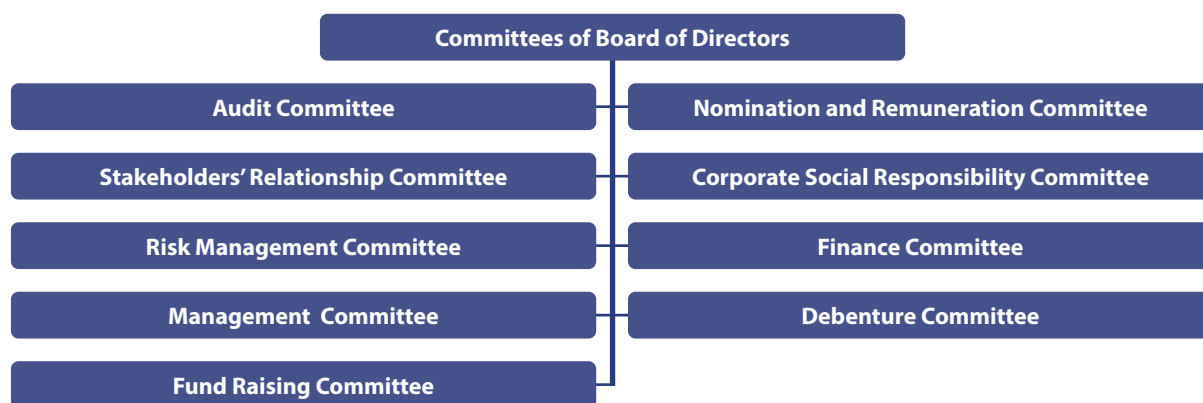 Committees of Board of Directors
Audit Committee
Nomination and Remuneration Committee
Stakeholders’ Relationship Committee
Corporate Social Responsibility Committee
Risk Management Committee
Finance Committee
Management Committee
Debenture Committee
Fund Raising Committee